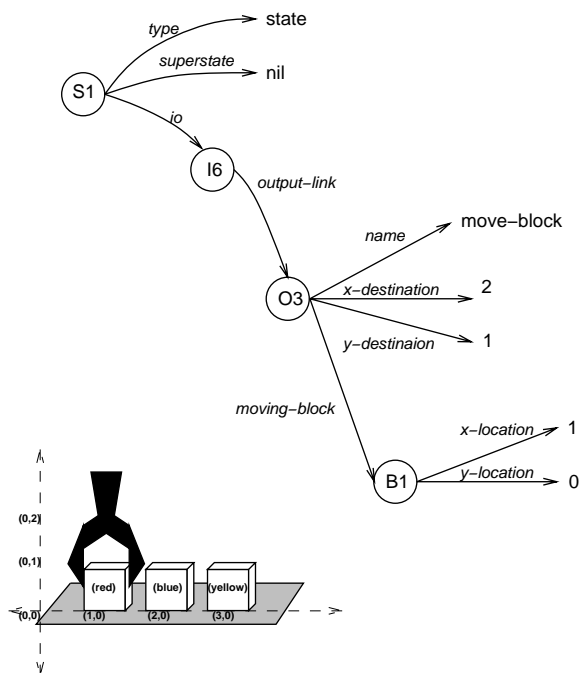 type
state
superstate
nil
S1
io
I6
output-link
name
move-block
O3
x-destination
2
y-destinaion
1
moving-block
x-location
1
B1
y-location
0
(0,2)
(0,1)
(red)
(blue)
(yellow)
(0,0)
(1,0)
(2,0)
(3,0)